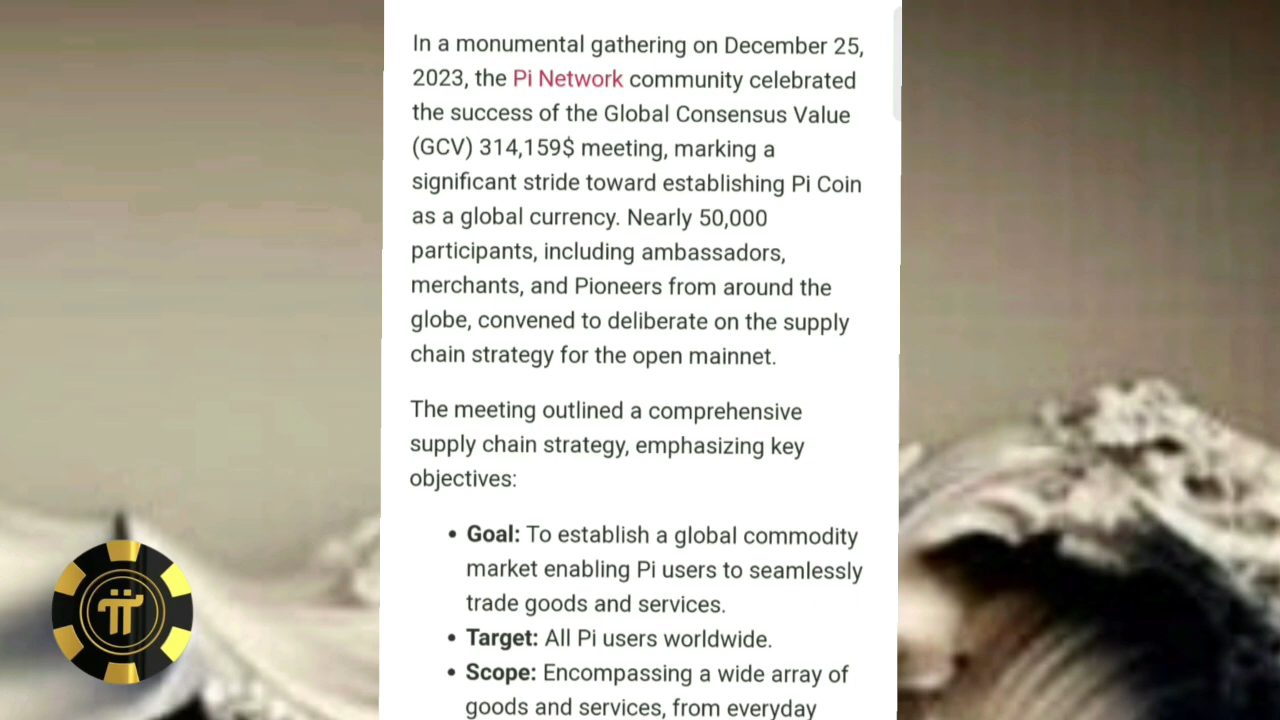 In a monumental gathering on December 25,
2023, the Pi Network community celebrated
the success of the Global Consensus Value
(GCV) 314,159$ meeting, marking a
significant stride toward establishing Pi Coin
as a global currency. Nearly 50,000
participants, including ambassadors,
merchants, and Pioneers from around the
globe, convened to deliberate on the supply
chain strategy for the open mainnet.
The meeting outlined a comprehensive
supply chain strategy, emphasizing key
objectives:
• Goal: To establish a global commodity
market enabling Pi users to seamlessly
trade goods and services.
• Target: All Pi users worldwide.
• Scope: Encompassing a wide array of
goods and services, from everyday